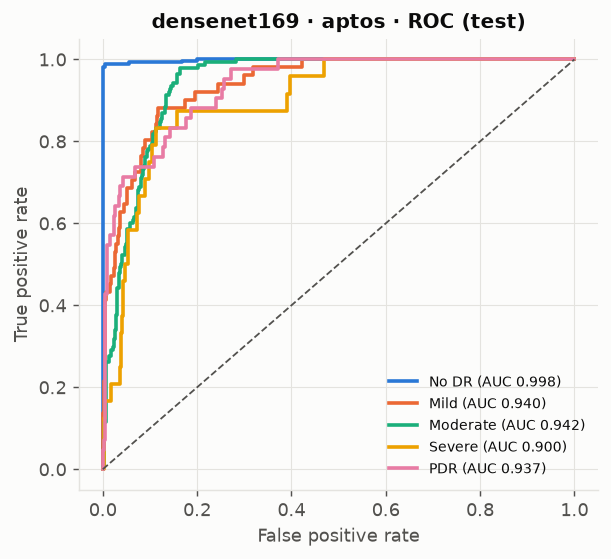 densenet169 · aptos · ROC (test)
True positive rate
1.0
0.8
0.6
0.4
0.2
0.0
No DR (AUC 0.998)
Mild (AUC 0.940)
Moderate (AUC 0.942)
Severe (AUC 0.900)
PDR (AUC 0.937)
0.0 0.2 0.4 0.6 0.8 1.0
False positive rate